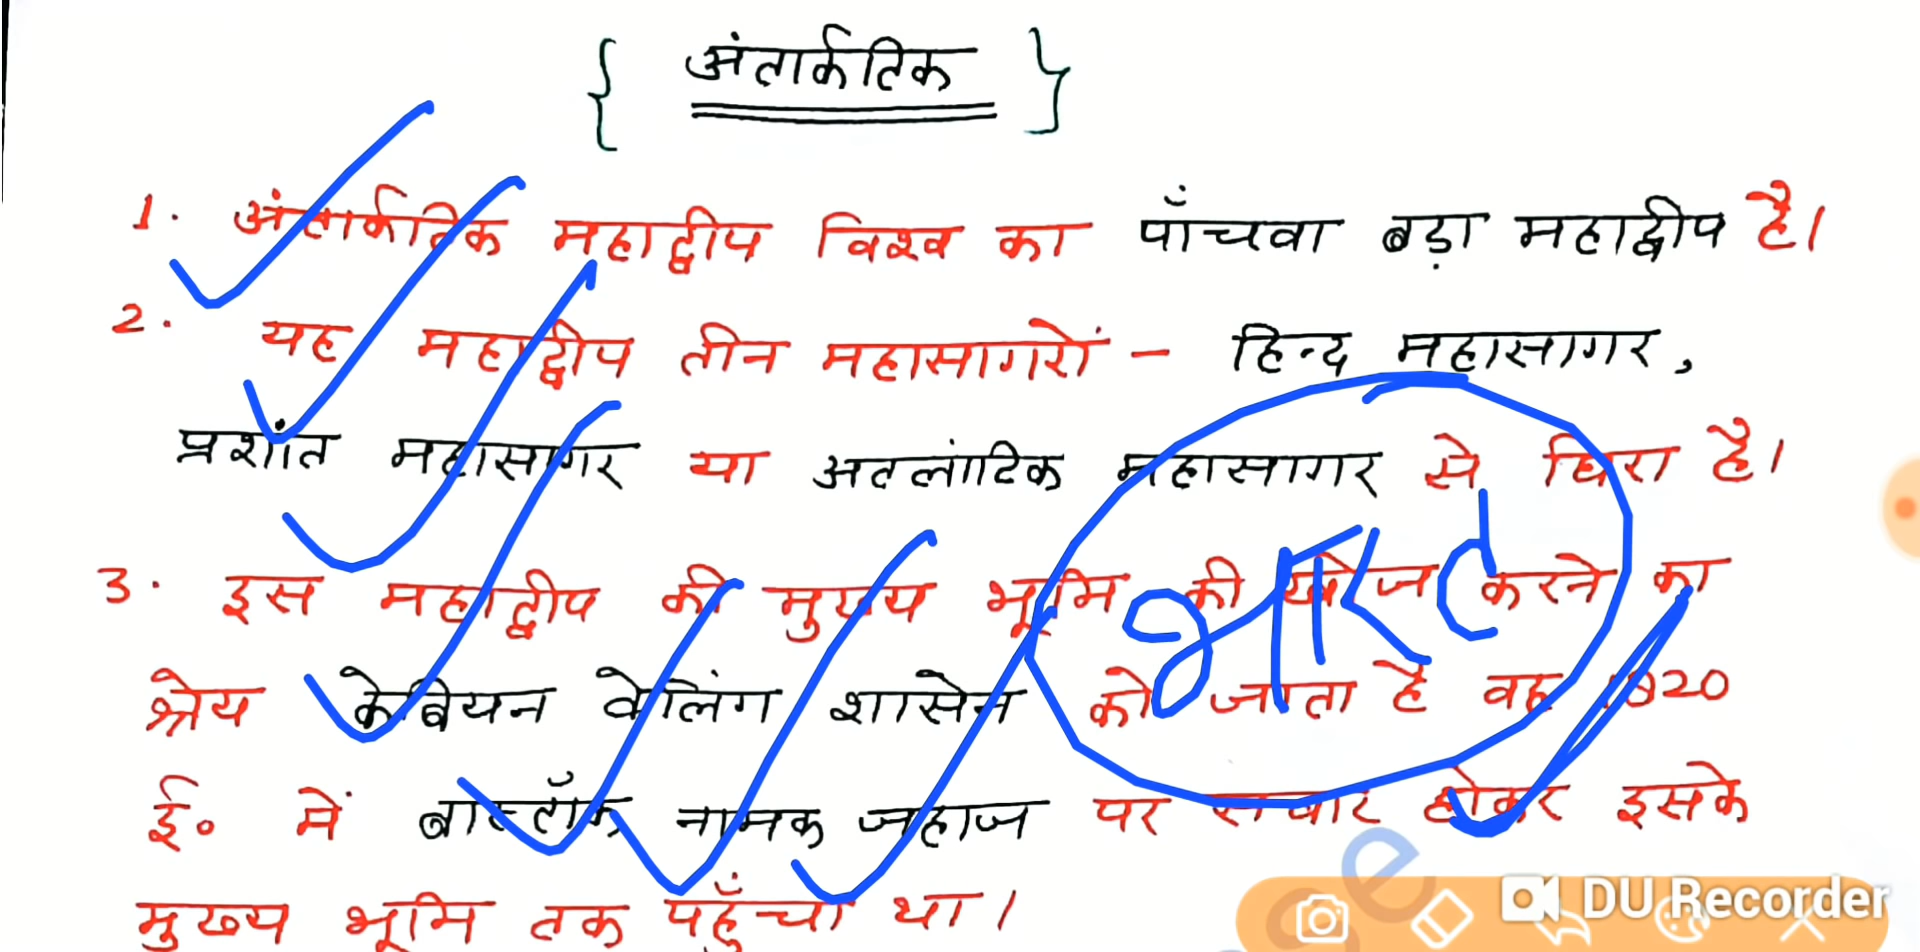 { अंतार्कटिक }
1. अंतार्कटिक महाद्वीप विश्व का पाँचवा बड़ा महाद्वीप है।
2. यह महाद्वीप तीन महासागरों – हिन्द महासागर,
प्रशांत महासागर या अटलांटिक महासागर से घिरा है।
3. इस महाद्वीप की मुख्य भूमि की खोज करने का
श्रेय केबियन वेलिंग शासेन को जाता है वह 1820
ई० में वास्टॉक नामक जहाज पर सवार होकर इसके
मुख्य भूमि तक पहुँचा था।
DU Recorder